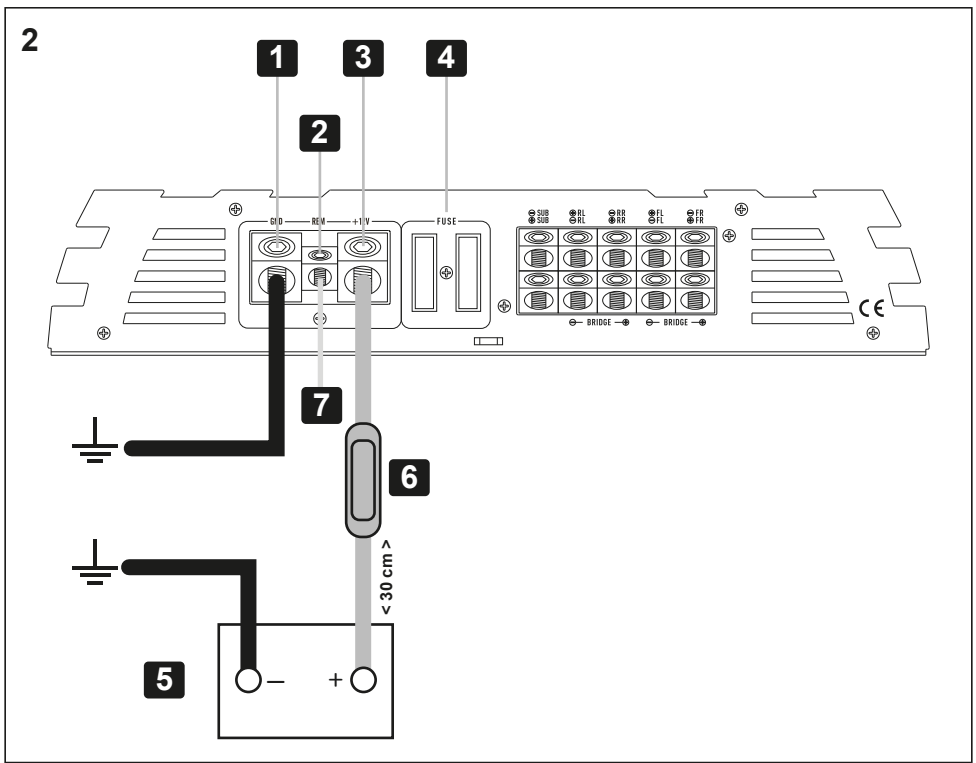 2
1
3
4
2
GND REM +12V
FUSE
⊖ SUB ⊕ RL ⊖ RR ⊕ FL ⊖ FR
⊕ SUB ⊖ RL ⊕ RR ⊖ FL ⊕ FR
CE
⊖— BRIDGE —⊕ ⊖— BRIDGE —⊕
7
6
< 30 cm >
5
— +